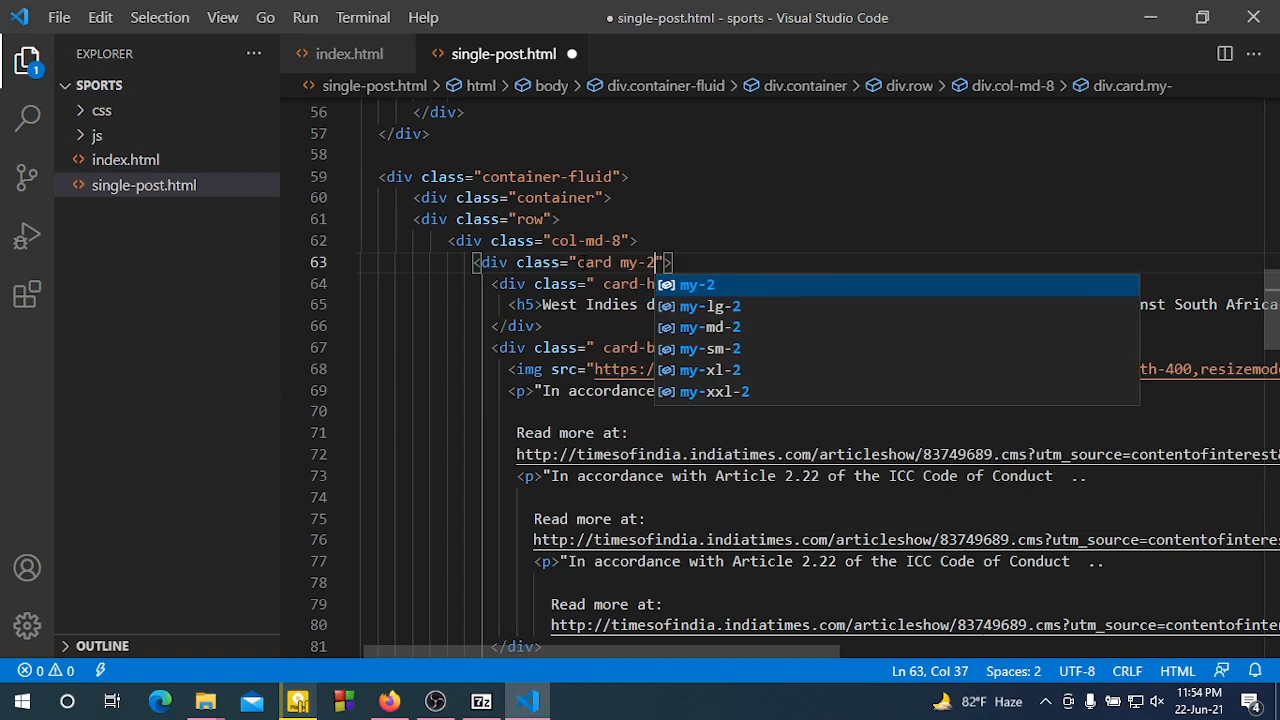 File Edit Selection View Go Run Terminal Help
● single-post.html - sports - Visual Studio Code
EXPLORER
index.html
single-post.html
SPORTS
single-post.html > html > body > div.container-fluid > div.container > div.row > div.col-md-8 > div.card.my-
css
js
index.html
single-post.html
56 </div>
57 </div>
58
59 <div class="container-fluid">
60 <div class="container">
61 <div class="row">
62 <div class="col-md-8">
63 <div class="card my-2">
64 <div class=" card-h
my-2
65 <h5>West Indies d
my-lg-2
nst South Africa
66 </div>
my-md-2
67 <div class=" card-b
my-sm-2
68 <img src="https:/
my-xl-2
th-400,resizemod
69 <p>"In accordance
my-xxl-2
70
71 Read more at:
72 http://timesofindia.indiatimes.com/articleshow/83749689.cms?utm_source=contentofinterest&
73 <p>"In accordance with Article 2.22 of the ICC Code of Conduct ..
74
75 Read more at:
76 http://timesofindia.indiatimes.com/articleshow/83749689.cms?utm_source=contentofinteres
77 <p>"In accordance with Article 2.22 of the ICC Code of Conduct ..
78
79 Read more at:
80 http://timesofindia.indiatimes.com/articleshow/83749689.cms?utm_source=contentofinter
81 </div>
OUTLINE
0 0
Ln 63, Col 37 Spaces: 2 UTF-8 CRLF HTML
82°F Haze
11:54 PM
22-Jun-21